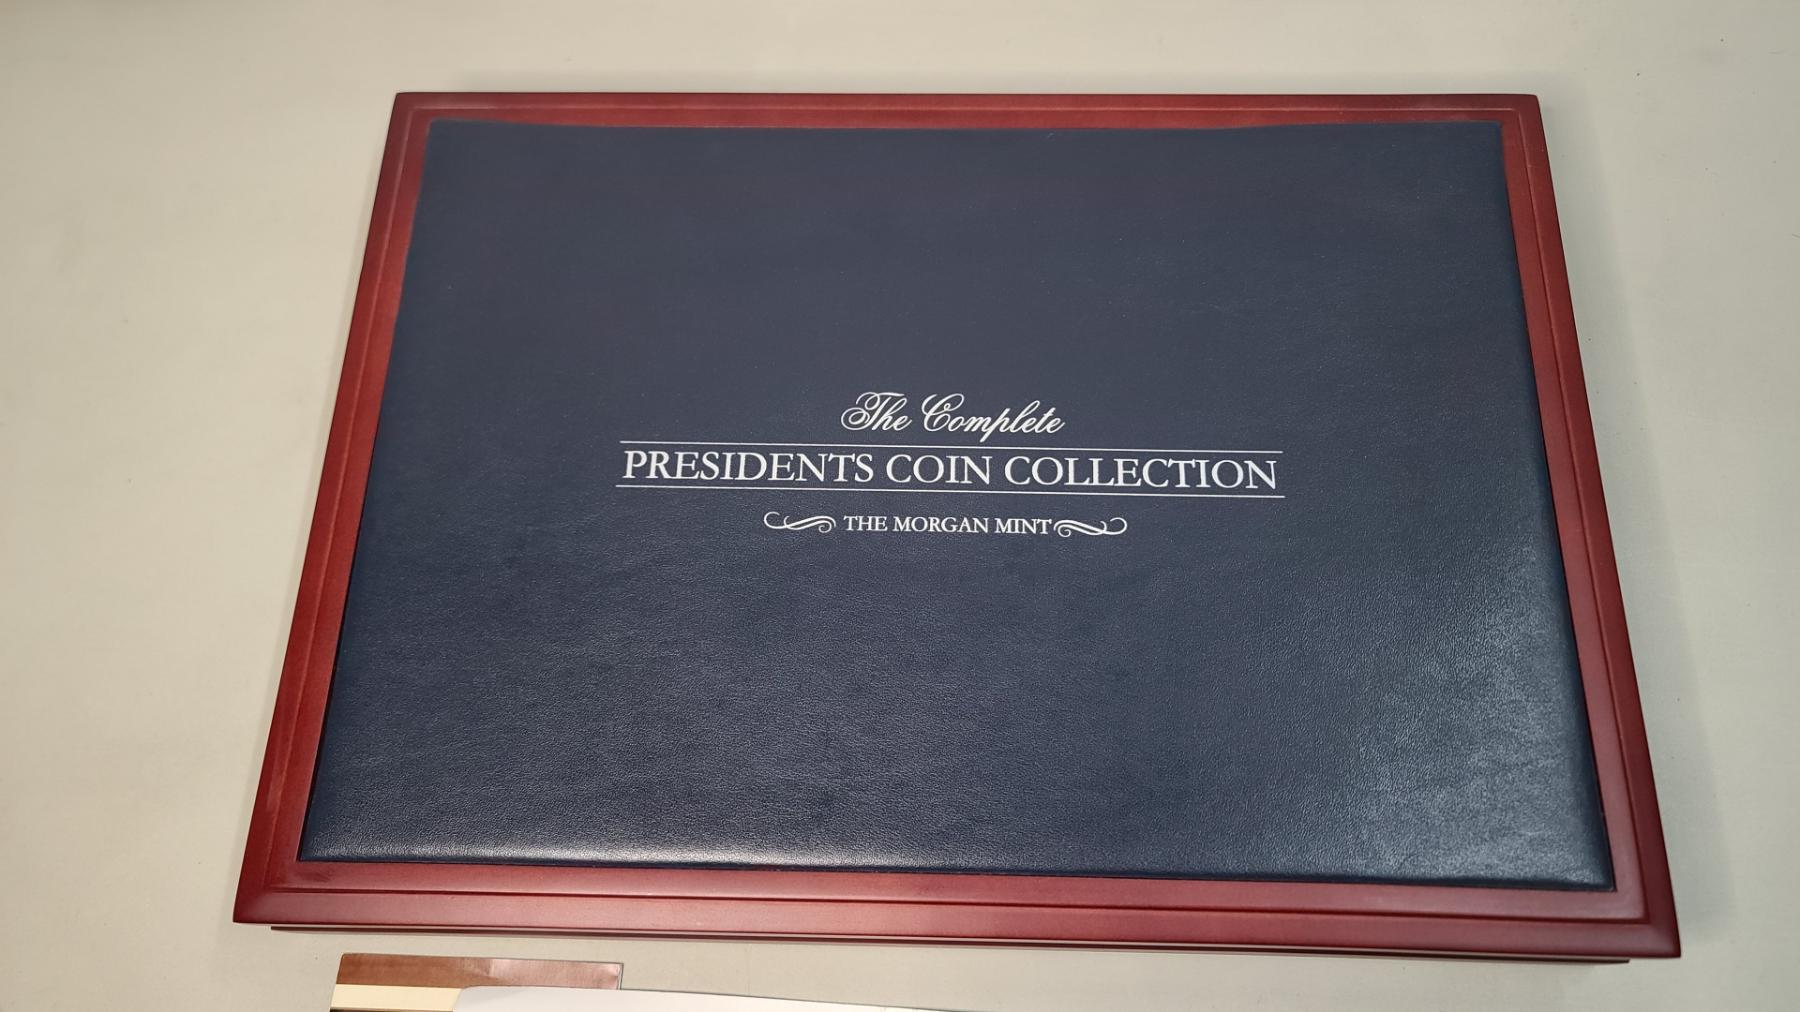 The Complete
PRESIDENTS COIN COLLECTION
THE MORGAN MINT